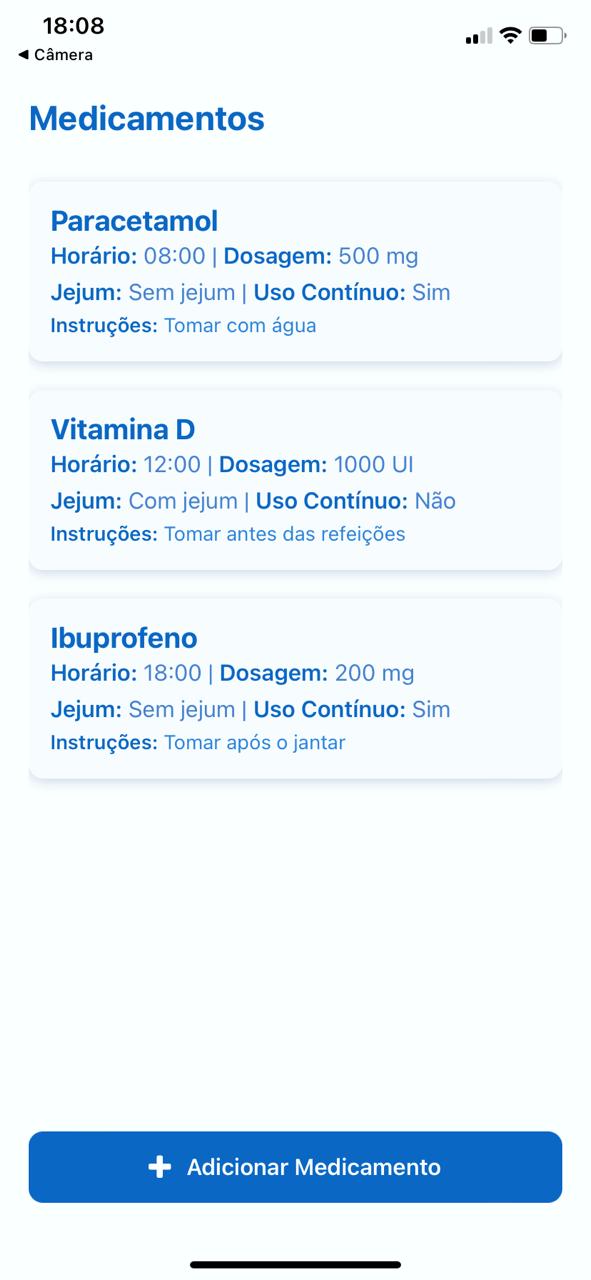 18:08
◀ Câmera
Medicamentos
Paracetamol
Horário: 08:00 | Dosagem: 500 mg
Jejum: Sem jejum | Uso Contínuo: Sim
Instruções: Tomar com água
Vitamina D
Horário: 12:00 | Dosagem: 1000 UI
Jejum: Com jejum | Uso Contínuo: Não
Instruções: Tomar antes das refeições
Ibuprofeno
Horário: 18:00 | Dosagem: 200 mg
Jejum: Sem jejum | Uso Contínuo: Sim
Instruções: Tomar após o jantar
Adicionar Medicamento